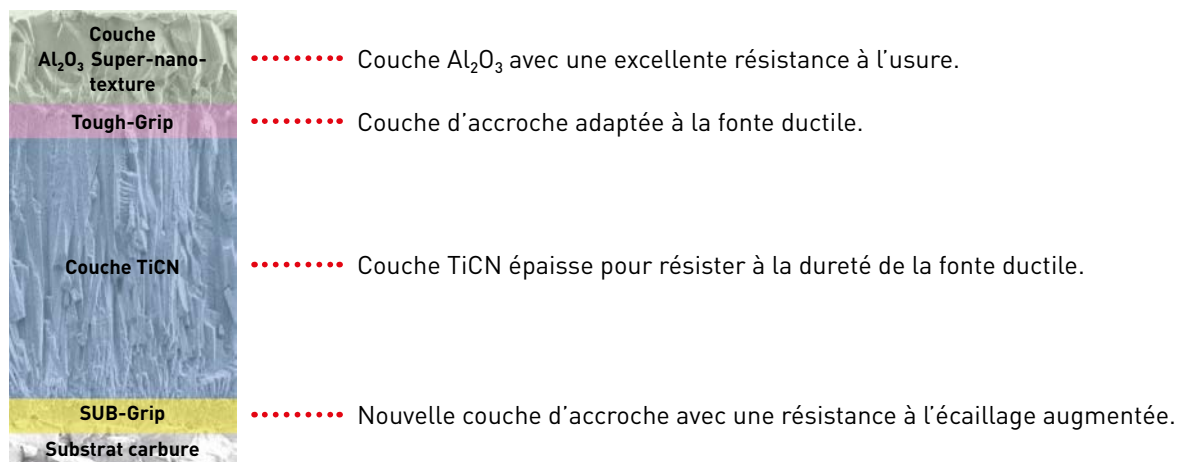 Couche
Al₂O₃ Super-nano-
texture
Couche Al₂O₃ avec une excellente résistance à l’usure.
Tough-Grip
Couche d’accroche adaptée à la fonte ductile.
Couche TiCN
Couche TiCN épaisse pour résister à la dureté de la fonte ductile.
SUB-Grip
Nouvelle couche d’accroche avec une résistance à l’écaillage augmentée.
Substrat carbure